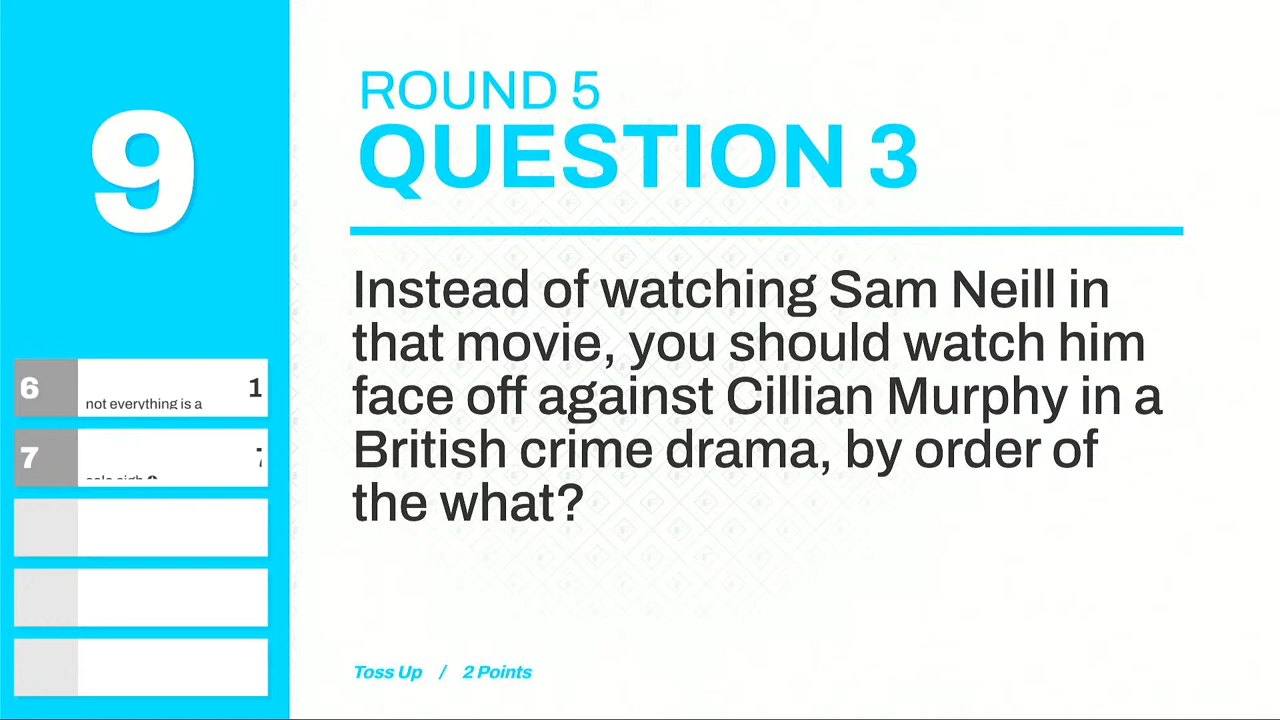 9
ROUND 5
QUESTION 3
Instead of watching Sam Neill in
that movie, you should watch him
face off against Cillian Murphy in a
British crime drama, by order of
the what?
6 not everything is a 1
7
Toss Up / 2 Points